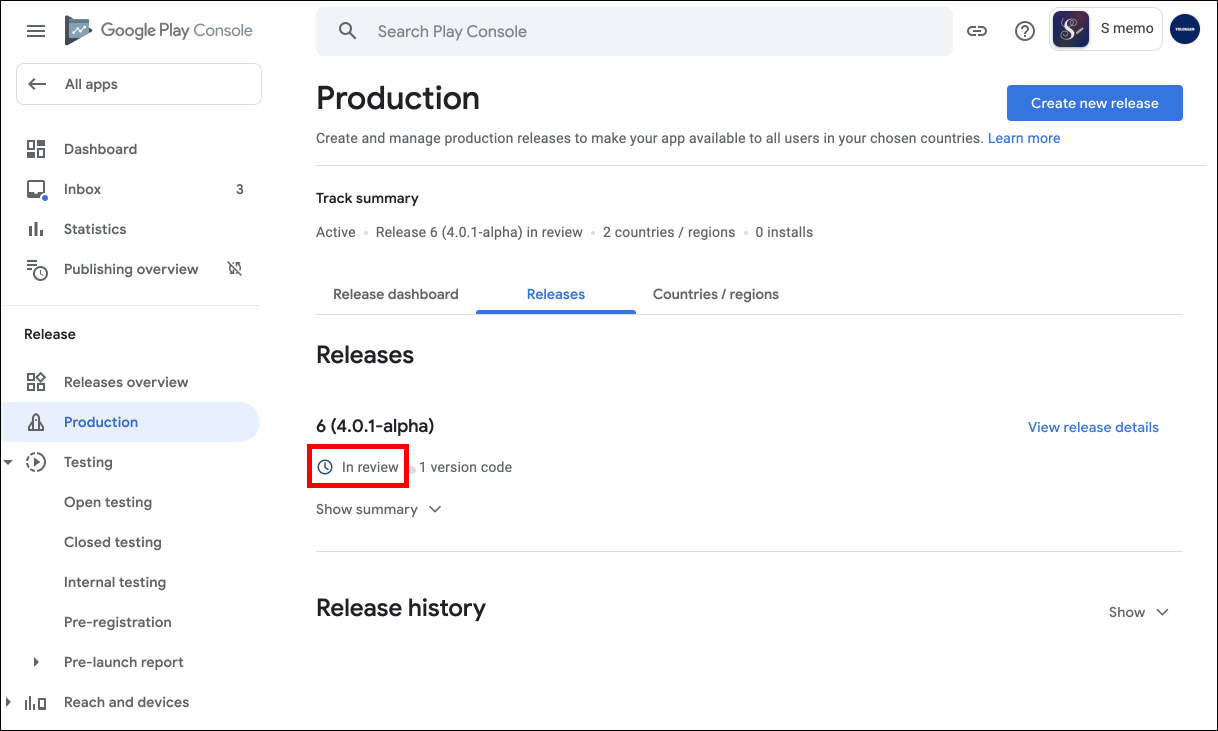 Google Play Console
Search Play Console
S memo
YOLOGGER
All apps
Dashboard
Inbox 3
Statistics
Publishing overview
Release
Releases overview
Production
Testing
Open testing
Closed testing
Internal testing
Pre-registration
Pre-launch report
Reach and devices
Production
Create new release
Create and manage production releases to make your app available to all users in your chosen countries. Learn more
Track summary
Active • Release 6 (4.0.1-alpha) in review • 2 countries / regions • 0 installs
Release dashboard Releases Countries / regions
Releases
6 (4.0.1-alpha)
View release details
In review • 1 version code
Show summary
Release history
Show